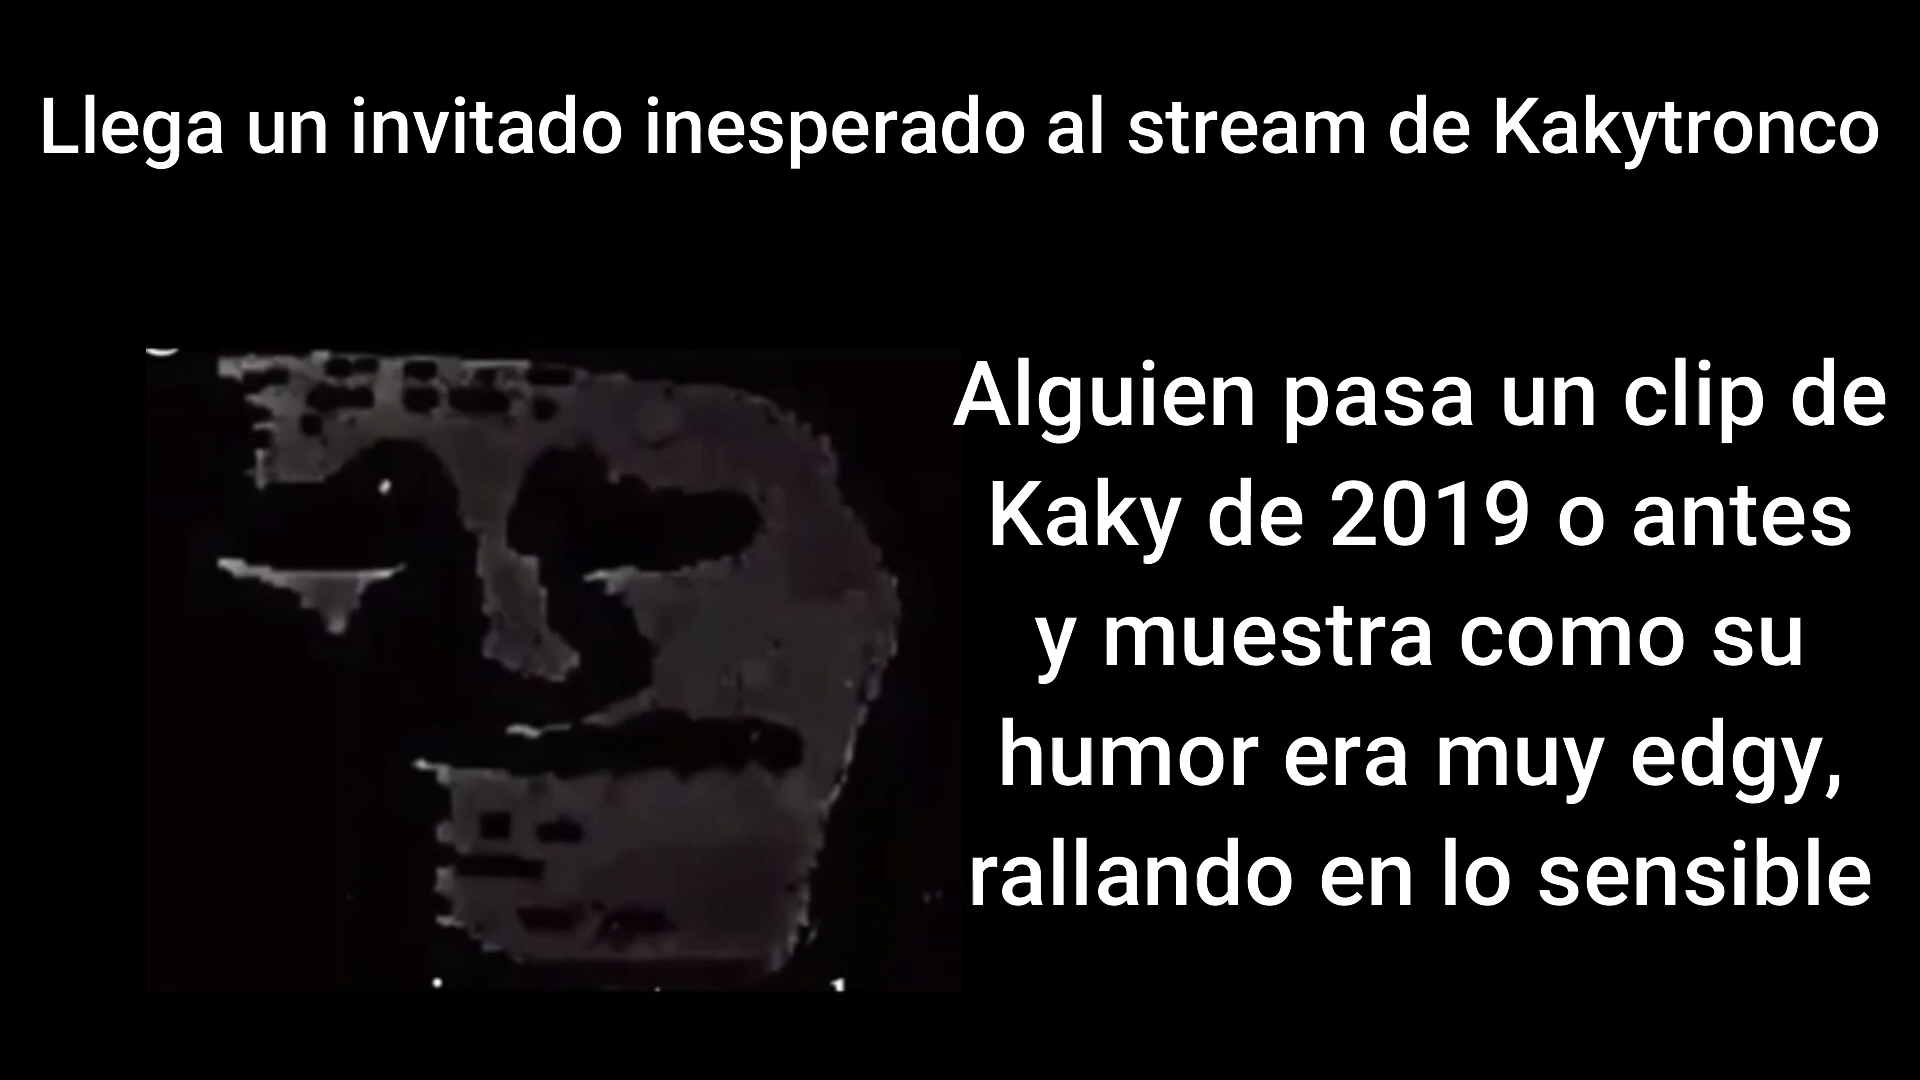 Llega un invitado inesperado al stream de Kakytronco
Alguien pasa un clip de
Kaky de 2019 o antes
y muestra como su
humor era muy edgy,
rallando en lo sensible